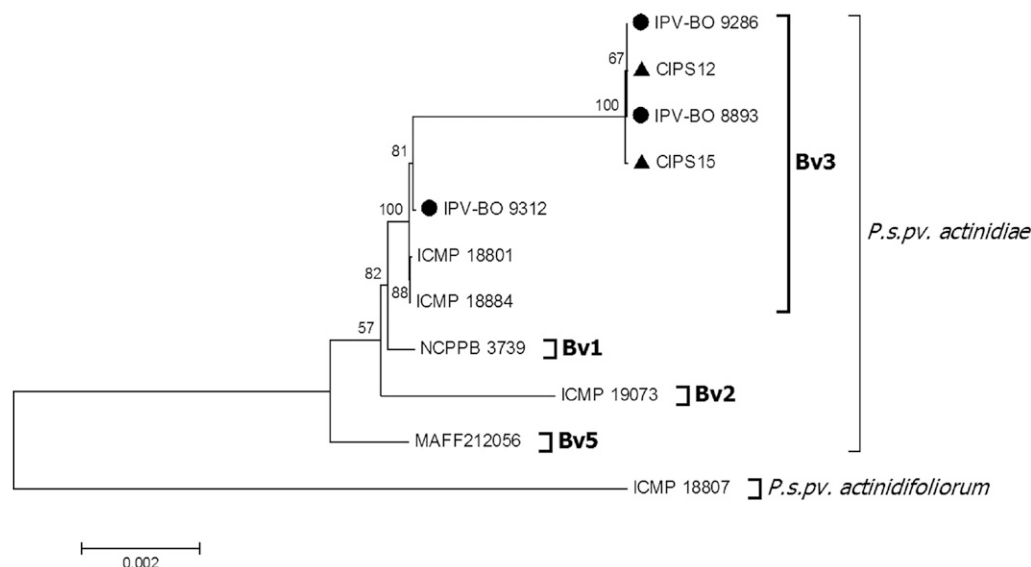 IPV-BO 9286
67
CIPS12
100
IPV-BO 8893
CIPS15
Bv3
81
IPV-BO 9312
100
P.s.pv. actinidiae
ICMP 18801
82
88
ICMP 18884
57
NCPPB 3739
Bv1
ICMP 19073
Bv2
MAFF212056
Bv5
ICMP 18807
P.s.pv. actinidifoliorum
0.002